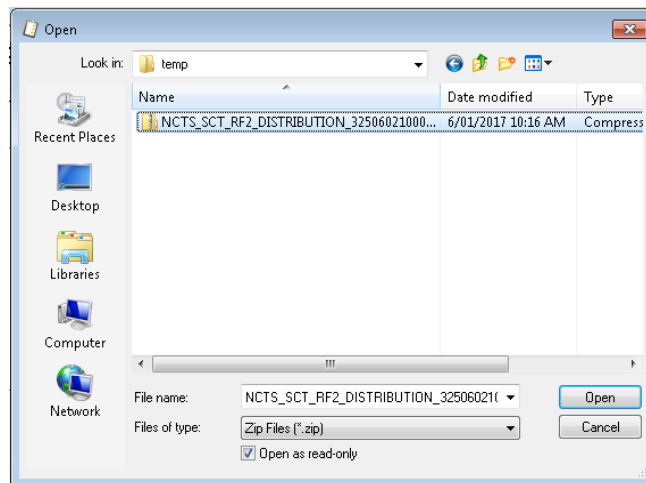 Open
Look in: temp
Name Date modified Type
NCTS_SCT_RF2_DISTRIBUTION_32506021000... 6/01/2017 10:16 AM Compress
Recent Places
Desktop
Libraries
Computer
Network
File name: NCTS_SCT_RF2_DISTRIBUTION_32506021( Open
Files of type: Zip Files (*.zip) Cancel
Open as read-only